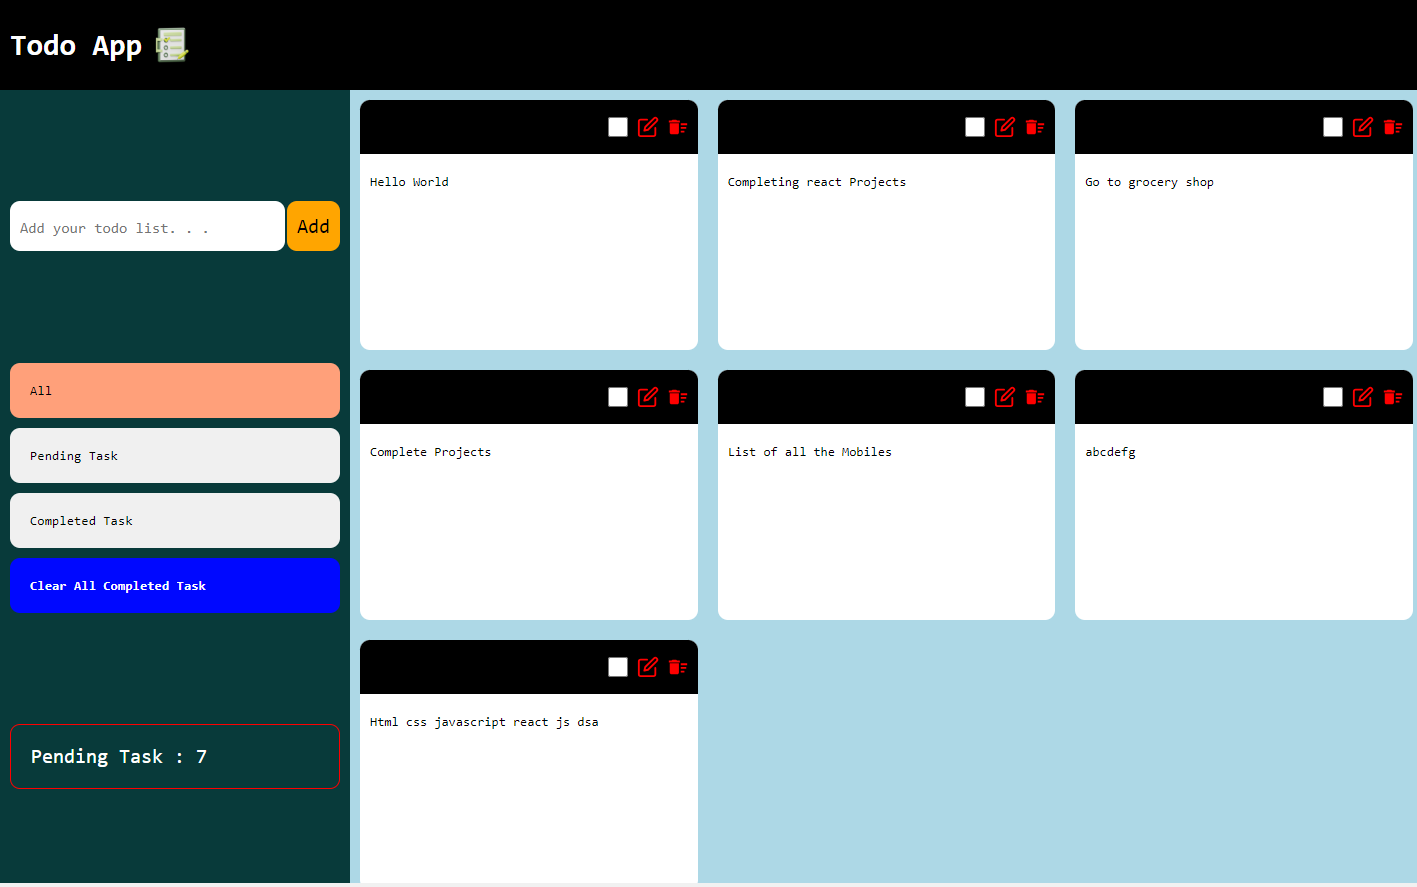 Todo App
Add your todo list. . .
Add
All
Pending Task
Completed Task
Clear All Completed Task
Pending Task : 7
Hello World
Completing react Projects
Go to grocery shop
Complete Projects
List of all the Mobiles
abcdefg
Html css javascript react js dsa